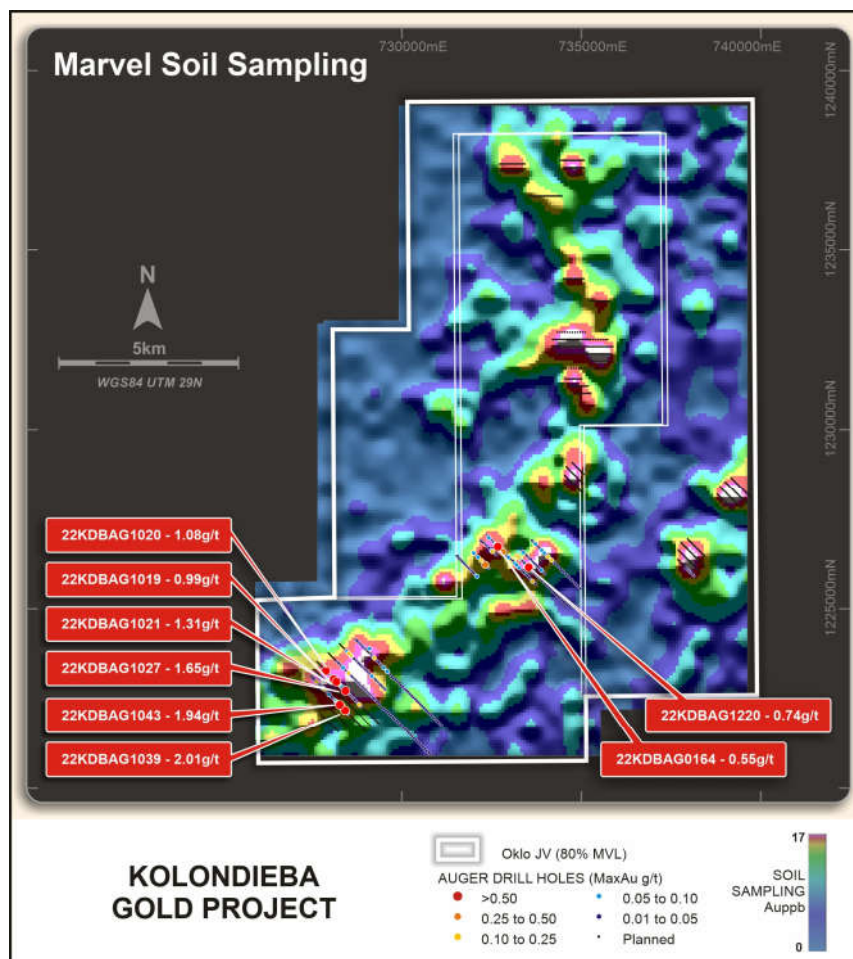 730000mE 735000mE 740000mE
Marvel Soil Sampling
1240000mN
1235000mN
N
5km
WGS84 UTM 29N
1230000mN
1225000mN
22KDBAG1020 - 1.08g/t
22KDBAG1019 - 0.99g/t
22KDBAG1021 - 1.31g/t
22KDBAG1027 - 1.65g/t
22KDBAG1043 - 1.94g/t
22KDBAG1039 - 2.01g/t
22KDBAG1220 - 0.74g/t
22KDBAG0164 - 0.55g/t
KOLONDIEBA
GOLD PROJECT
Oklo JV (80% MVL)
AUGER DRILL HOLES (MaxAu g/t)
>0.50 0.05 to 0.10
0.25 to 0.50 0.01 to 0.05
0.10 to 0.25 Planned
17
SOIL
SAMPLING
Auppb
0